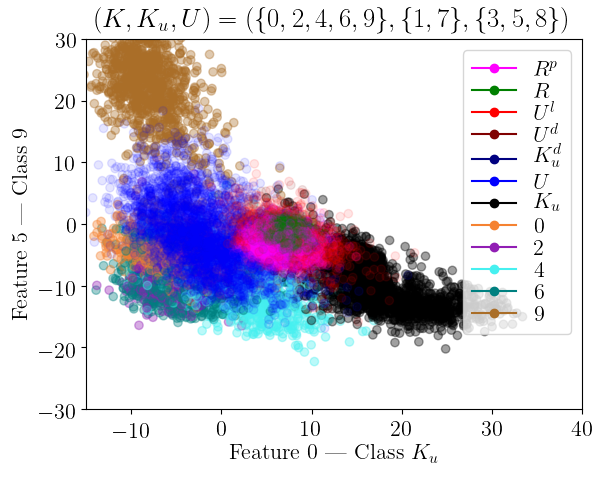 (K, K_u, U) = ({0, 2, 4, 6, 9}, {1, 7}, {3, 5, 8})
30
20
10
0
−10
−20
−30
Feature 5 — Class 9
R^p
R
U^l
U^d
K_u^d
U
K_u
0
2
4
6
9
−10
0
10
20
30
40
Feature 0 — Class K_u